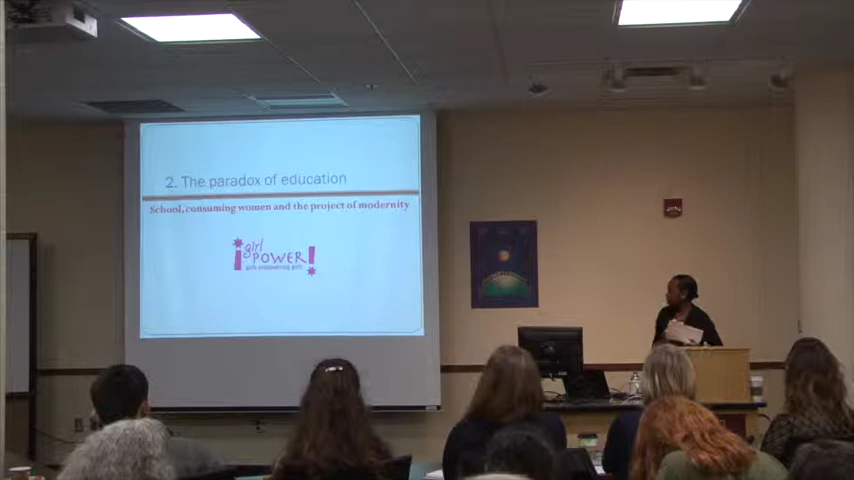 2. The paradox of education
School, consuming women and the project of modernity
¡girl
POWER!
girls empowering girls